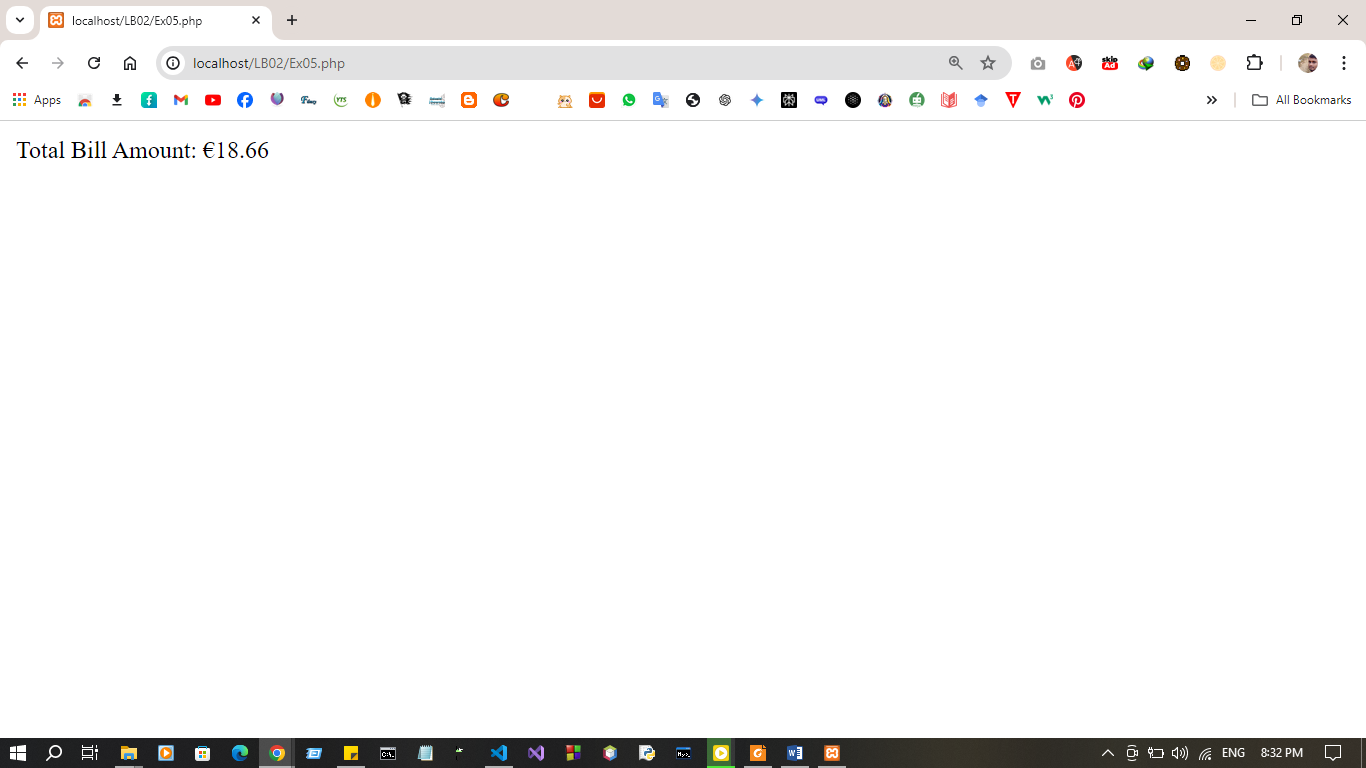 localhost/LB02/Ex05.php
localhost/LB02/Ex05.php
Apps
All Bookmarks
Total Bill Amount: €18.66
ENG
8:32 PM